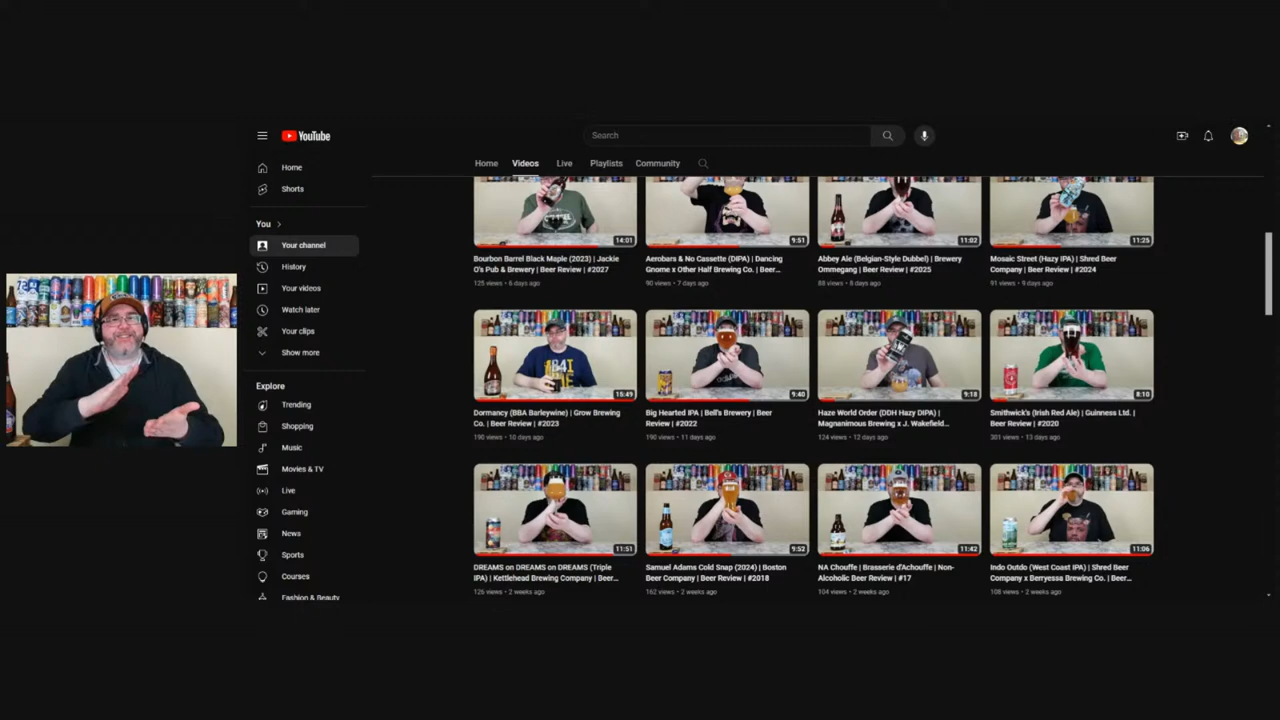 YouTube
Search
Home
Shorts
You
Your channel
History
Your videos
Watch later
Your clips
Show more
Explore
Trending
Shopping
Music
Movies & TV
Live
Gaming
News
Sports
Courses
Fashion & Beauty
Home Videos Live Playlists Community
14:01
Bourbon Barrel Black Maple (2023) | Jackie
O's Pub & Brewery | Beer Review | #2027
125 views • 6 days ago
9:51
Aerobars & No Cassette (DIPA) | Dancing
Gnome x Other Half Brewing Co. | Beer...
90 views • 7 days ago
11:02
Abbey Ale (Belgian-Style Dubbel) | Brewery
Ommegang | Beer Review | #2025
88 views • 8 days ago
11:25
Mosaic Street (Hazy IPA) | Shred Beer
Company | Beer Review | #2024
91 views • 9 days ago
15:49
Dormancy (BBA Barleywine) | Grow Brewing
Co. | Beer Review | #2023
190 views • 10 days ago
9:40
Big Hearted IPA | Bell's Brewery | Beer
Review | #2022
190 views • 11 days ago
9:18
Haze World Order (DDH Hazy DIPA) |
Magnanimous Brewing x J. Wakefield...
124 views • 12 days ago
8:10
Smithwick's (Irish Red Ale) | Guinness Ltd. |
Beer Review | #2020
301 views • 13 days ago
11:51
DREAMS on DREAMS on DREAMS (Triple
IPA) | Kettlehead Brewing Company | Beer...
126 views • 2 weeks ago
9:52
Samuel Adams Cold Snap (2024) | Boston
Beer Company | Beer Review | #2018
162 views • 2 weeks ago
11:42
NA Chouffe | Brasserie d'Achouffe | Non-
Alcoholic Beer Review | #17
104 views • 2 weeks ago
11:06
Indo Outdo (West Coast IPA) | Shred Beer
Company x Berryessa Brewing Co. | Beer...
108 views • 2 weeks ago